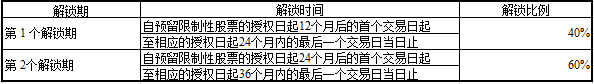 解锁期 解锁时间 解锁比例
第1个解锁期 自预留限制性股票的授权日起12个月后的首个交易日起 40%
至相应的授权日起24个月内的最后一个交易日当日止
第2个解锁期 自预留限制性股票的授权日起24个月后的首个交易日起 60%
至相应的授权日起36个月内的最后一个交易日当日止